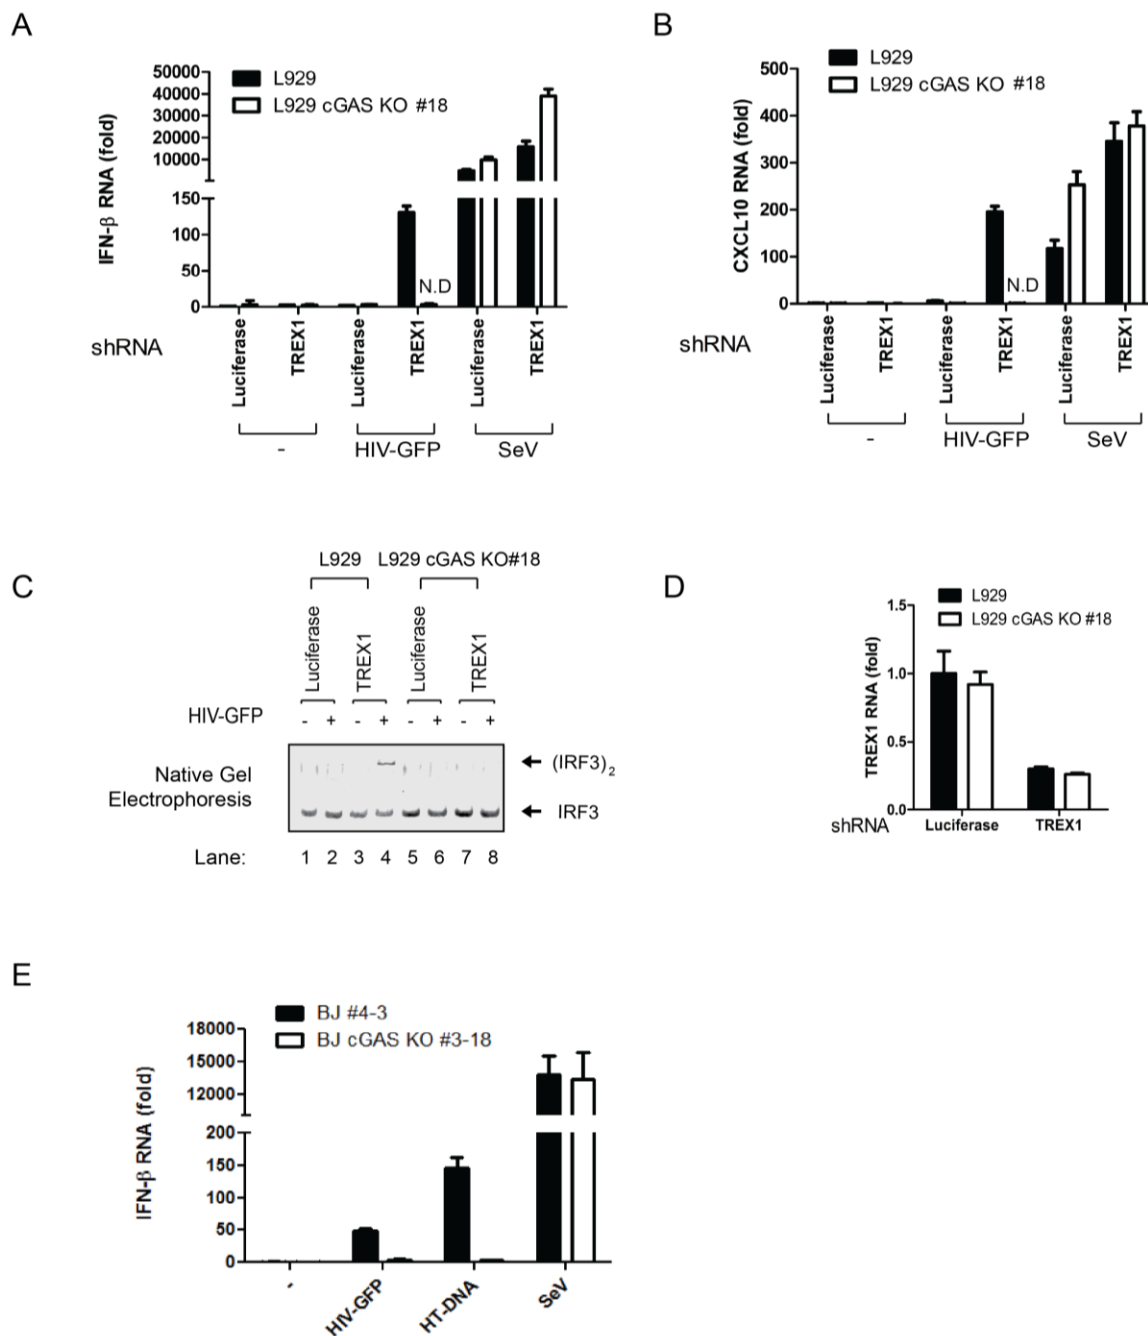 A
L929
L929 cGAS KO #18
IFN-β RNA (fold)
50000
40000
30000
20000
10000
150
100
50
0
N.D
shRNA
Luciferase
TREX1
Luciferase
TREX1
Luciferase
TREX1
-
HIV-GFP
SeV
B
L929
L929 cGAS KO #18
CXCL10 RNA (fold)
500
400
300
200
100
0
N.D
shRNA
Luciferase
TREX1
Luciferase
TREX1
Luciferase
TREX1
-
HIV-GFP
SeV
C
L929 L929 cGAS KO#18
Luciferase
TREX1
Luciferase
TREX1
HIV-GFP - + - + - + - +
Native Gel
Electrophoresis
(IRF3)2
IRF3
Lane: 1 2 3 4 5 6 7 8
D
L929
L929 cGAS KO #18
TREX1 RNA (fold)
1.5
1.0
0.5
0.0
shRNA Luciferase TREX1
E
BJ #4-3
BJ cGAS KO #3-18
IFN-β RNA (fold)
18000
15000
12000
200
150
100
50
0
-
HIV-GFP
HT-DNA
SeV